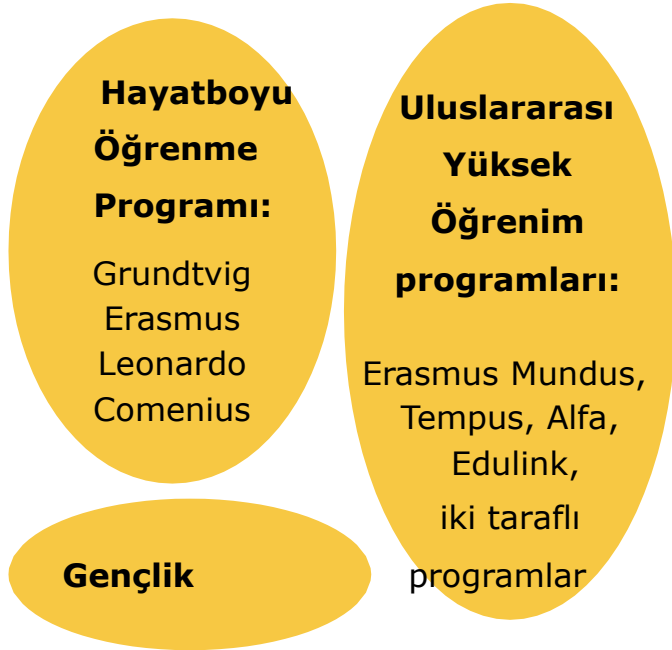 Hayatboyu
Öğrenme
Programı:
Grundtvig
Erasmus
Leonardo
Comenius
Uluslararası
Yüksek
Öğrenim
programları:
Erasmus Mundus,
Tempus, Alfa,
Edulink,
iki taraflı
programlar
Gençlik